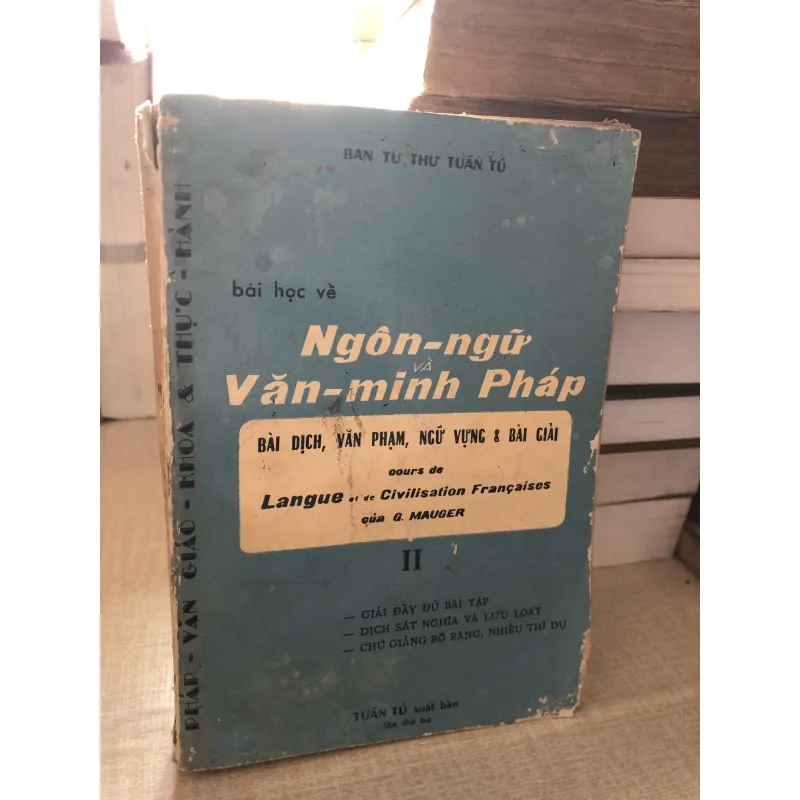 BAN TU THƯ TUẤN TÚ
PHÁP - VĂN GIÁO - KHOA & THỰC - HÀNH
bài học về
Ngôn-ngữ
VÀ
Văn-minh Pháp
BÀI DỊCH, VĂN PHẠM, NGỮ VỰNG & BÀI GIẢI
cours de
Langue et de Civilisation Françaises
của G. MAUGER
II
— GIẢI ĐẦY ĐỦ BÀI TẬP
— DỊCH SÁT NGHĨA VÀ LƯU LOÁT
— CHÚ GIẢNG RÕ RÀNG, NHIỀU THÍ DỤ
TUẤN TÚ xuất bản
lần thứ ba